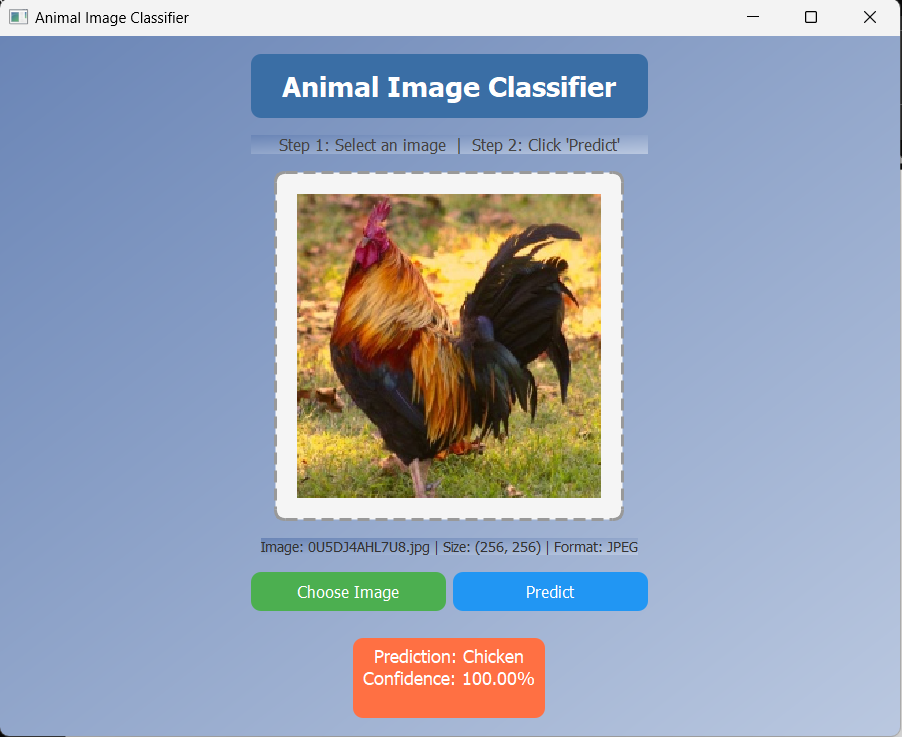 Animal Image Classifier
Animal Image Classifier
Step 1: Select an image | Step 2: Click 'Predict'
Image: 0U5DJ4AHL7U8.jpg | Size: (256, 256) | Format: JPEG
Choose Image
Predict
Prediction: Chicken
Confidence: 100.00%